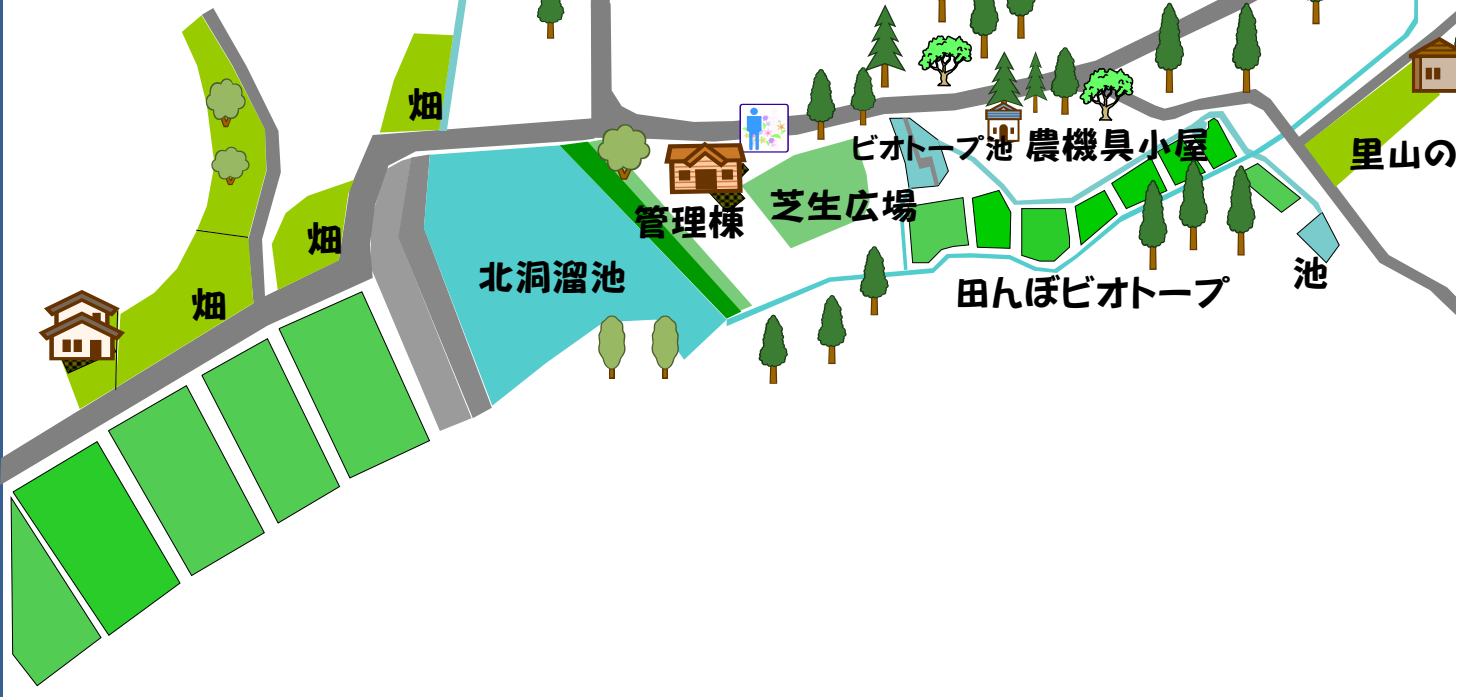 畑
ビオトープ池
農機具小屋
里山の
芝生広場
管理棟
畑
北洞溜池
池
田んぼビオトープ
畑